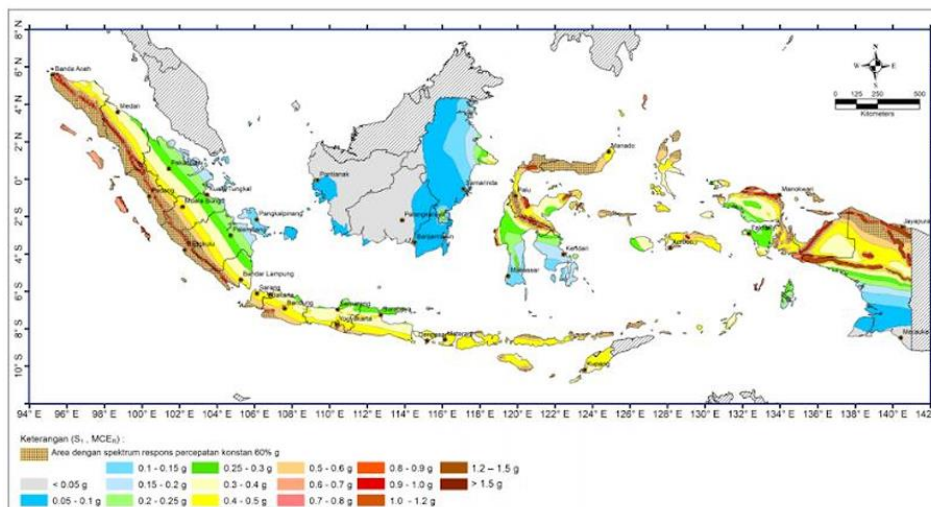 8° N
6° N
4° N
2° N
0°
2° S
4° S
6° S
8° S
10° S
Banda Aceh
Medan
Pekanbaru
Padang
Kuala Tungkal
Muara Bungo
Palembang
Bengkulu
Pangkalpinang
Bandar Lampung
Serang
Jakarta
Bandung
Semarang
Yogyakarta
Surabaya
Denpasar
Mataram
Kupang
Pontianak
Palangkaraya
Banjarmasin
Samarinda
Palu
Manado
Makassar
Kendari
Ambon
Manokwari
Jayapura
Merauke
N
W
E
S
0 125 250 500
Kilometers
94° E 96° E 98° E 100° E 102° E 104° E 106° E 108° E 110° E 112° E 114° E 116° E 118° E 120° E 122° E 124° E 126° E 128° E 130° E 132° E 134° E 136° E 138° E 140° E
Keterangan (S₁ , MCEᵣ) :
Area dengan spektrum respons percepatan konstan 60% g
< 0.05 g
0.05 - 0.1 g
0.1 - 0.15 g
0.15 - 0.2 g
0.2 - 0.25 g
0.25 - 0.3 g
0.3 - 0.4 g
0.4 - 0.5 g
0.5 - 0.6 g
0.6 - 0.7 g
0.7 - 0.8 g
0.8 - 0.9 g
0.9 - 1.0 g
1.0 - 1.2 g
1.2 – 1.5 g
> 1.5 g